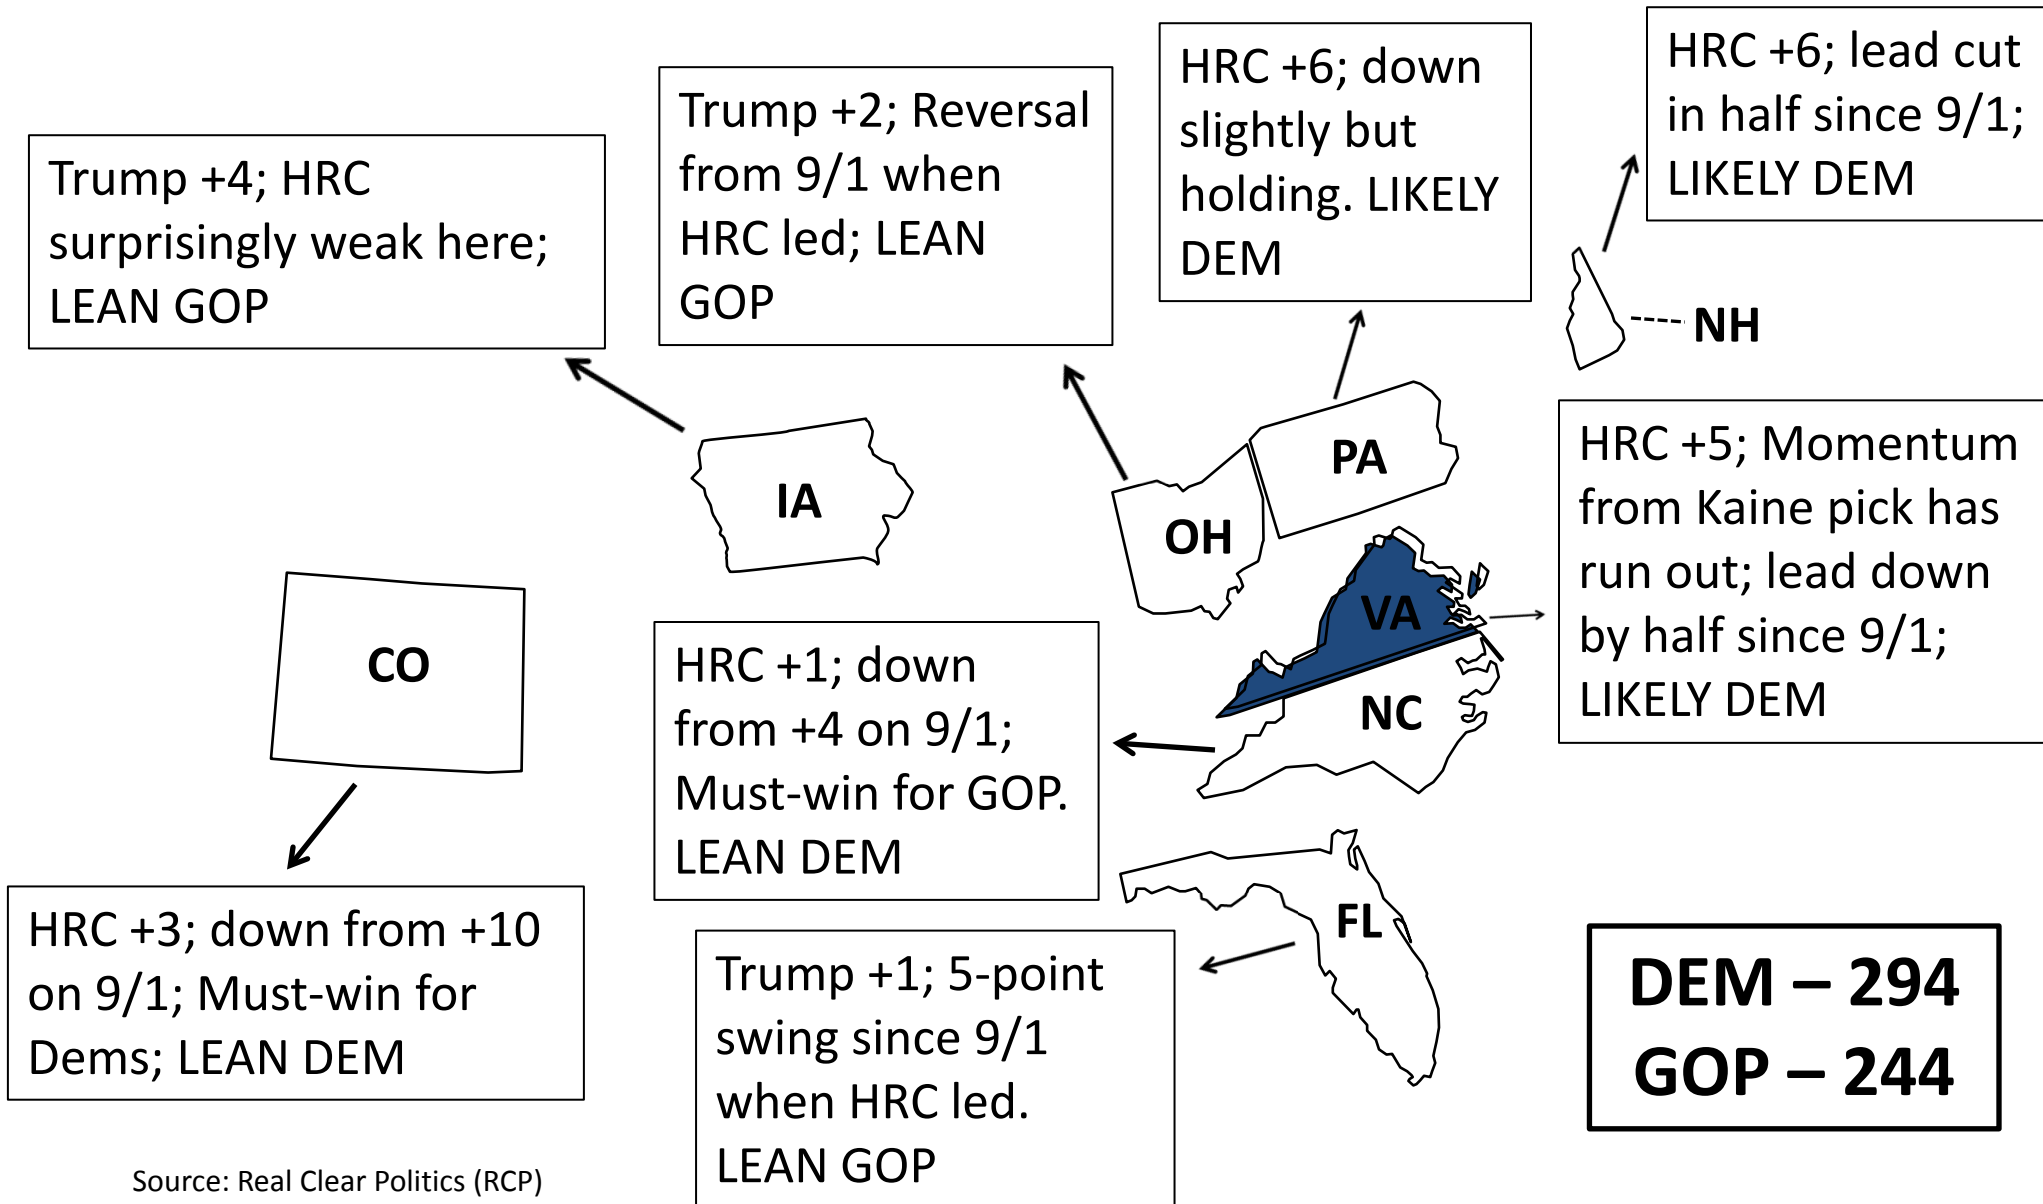 Trump +4; HRC
surprisingly weak here;
LEAN GOP
Trump +2; Reversal
from 9/1 when
HRC led; LEAN
GOP
HRC +6; down
slightly but
holding. LIKELY
DEM
HRC +6; lead cut
in half since 9/1;
LIKELY DEM
NH
IA
OH
PA
HRC +5; Momentum
from Kaine pick has
run out; lead down
by half since 9/1;
LIKELY DEM
VA
CO
HRC +1; down
from +4 on 9/1;
Must-win for GOP.
LEAN DEM
NC
HRC +3; down from +10
on 9/1; Must-win for
Dems; LEAN DEM
Trump +1; 5-point
swing since 9/1
when HRC led.
LEAN GOP
FL
DEM – 294
GOP – 244
Source: Real Clear Politics (RCP)